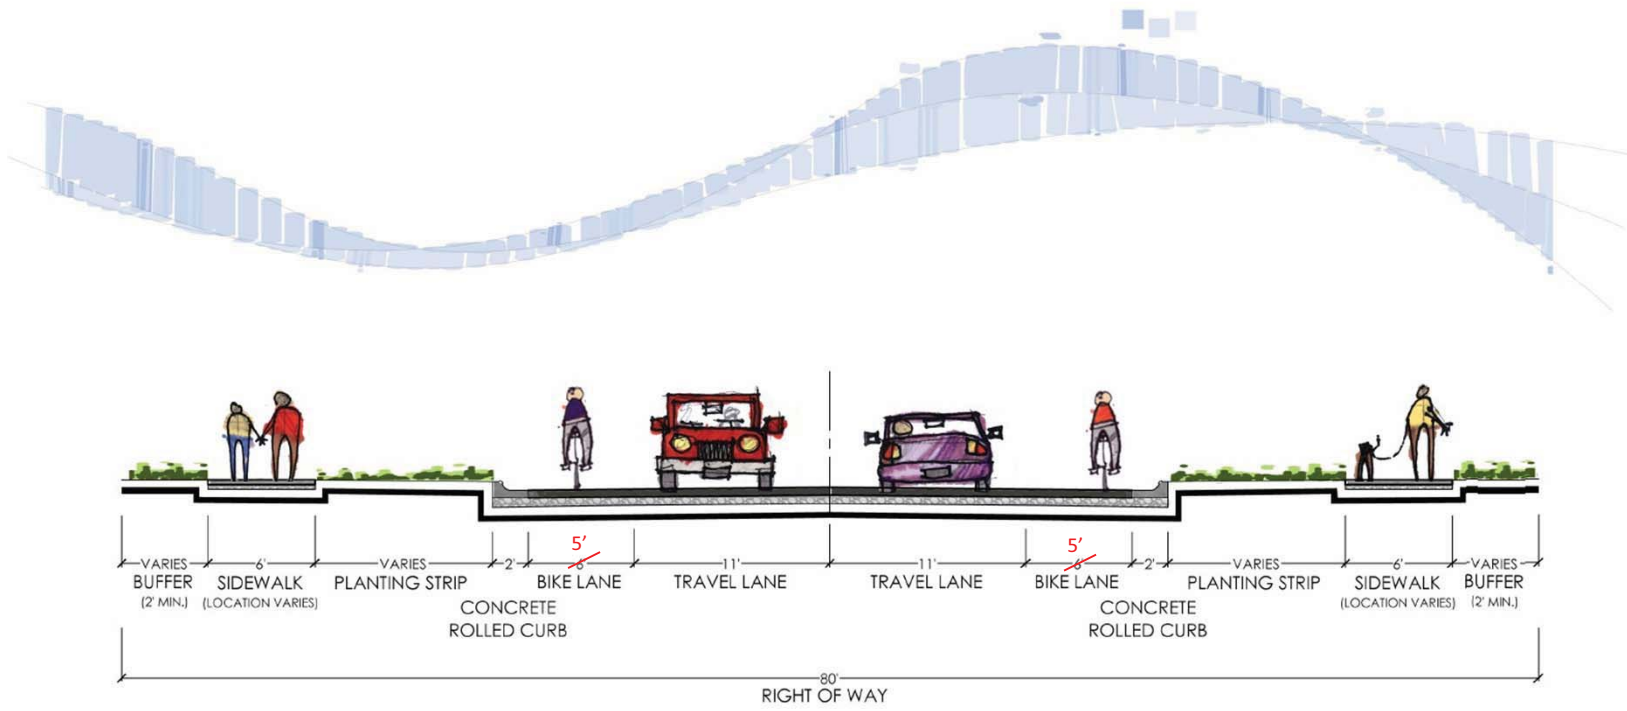 5' 5'
VARIES 6' VARIES 2' 6' 11' 11' 6' 2' VARIES 6' VARIES
BUFFER SIDEWALK PLANTING STRIP BIKE LANE TRAVEL LANE TRAVEL LANE BIKE LANE PLANTING STRIP SIDEWALK BUFFER
(2' MIN.) (LOCATION VARIES) (LOCATION VARIES) (2' MIN.)
CONCRETE CONCRETE
ROLLED CURB ROLLED CURB
80'
RIGHT OF WAY